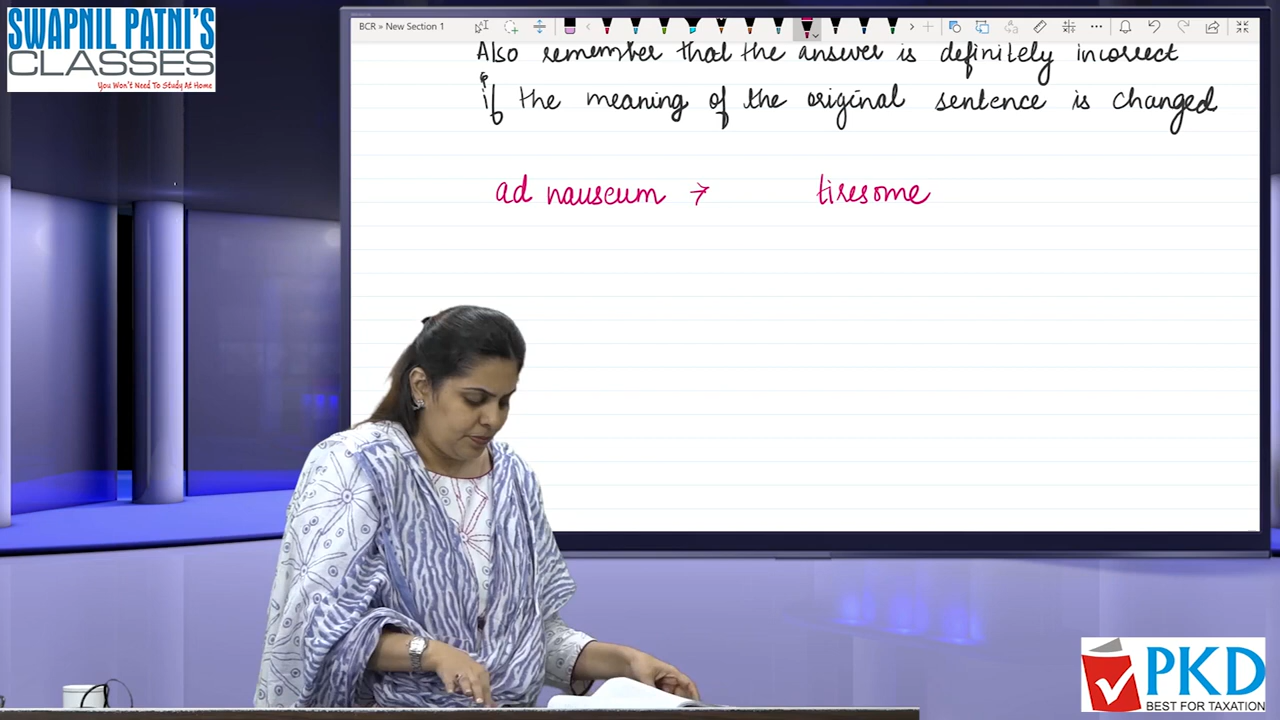 SWAPNIL PATNI'S
CLASSES
You Won't Need To Study At Home
BCR » New Section 1
Also remember that the answer is definitely incorrect
if the meaning of the original sentence is changed.
ad nauseum → tiresome
PKD
BEST FOR TAXATION